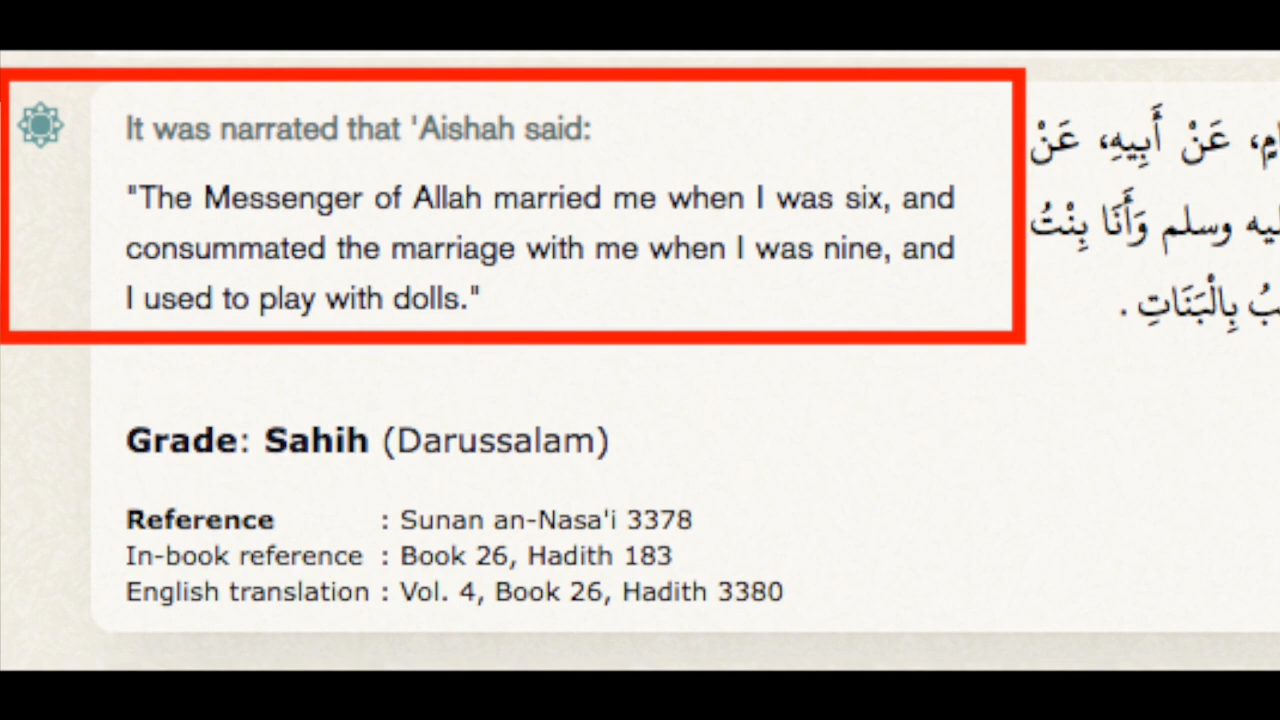 It was narrated that 'Aishah said:
"The Messenger of Allah married me when I was six, and
consummated the marriage with me when I was nine, and
I used to play with dolls."
عَنْ أَبِيهِ، عَنْ
وسلم وَأَنَا بِنْتُ
بِالْبَنَاتِ .
Grade: Sahih (Darussalam)
Reference : Sunan an-Nasa'i 3378
In-book reference : Book 26, Hadith 183
English translation : Vol. 4, Book 26, Hadith 3380